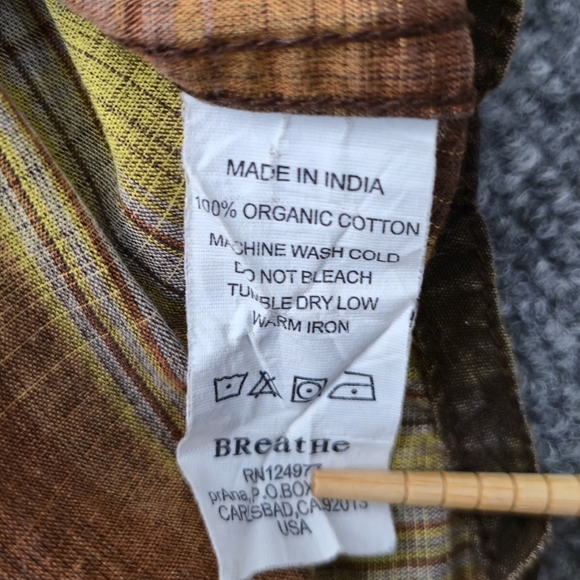 MADE IN INDIA
100% ORGANIC COTTON
MACHINE WASH COLD
DO NOT BLEACH
TUMBLE DRY LOW
WARM IRON
BReatHe
prAna, P.O.BOX
CARLSBAD,CA.92013
USA